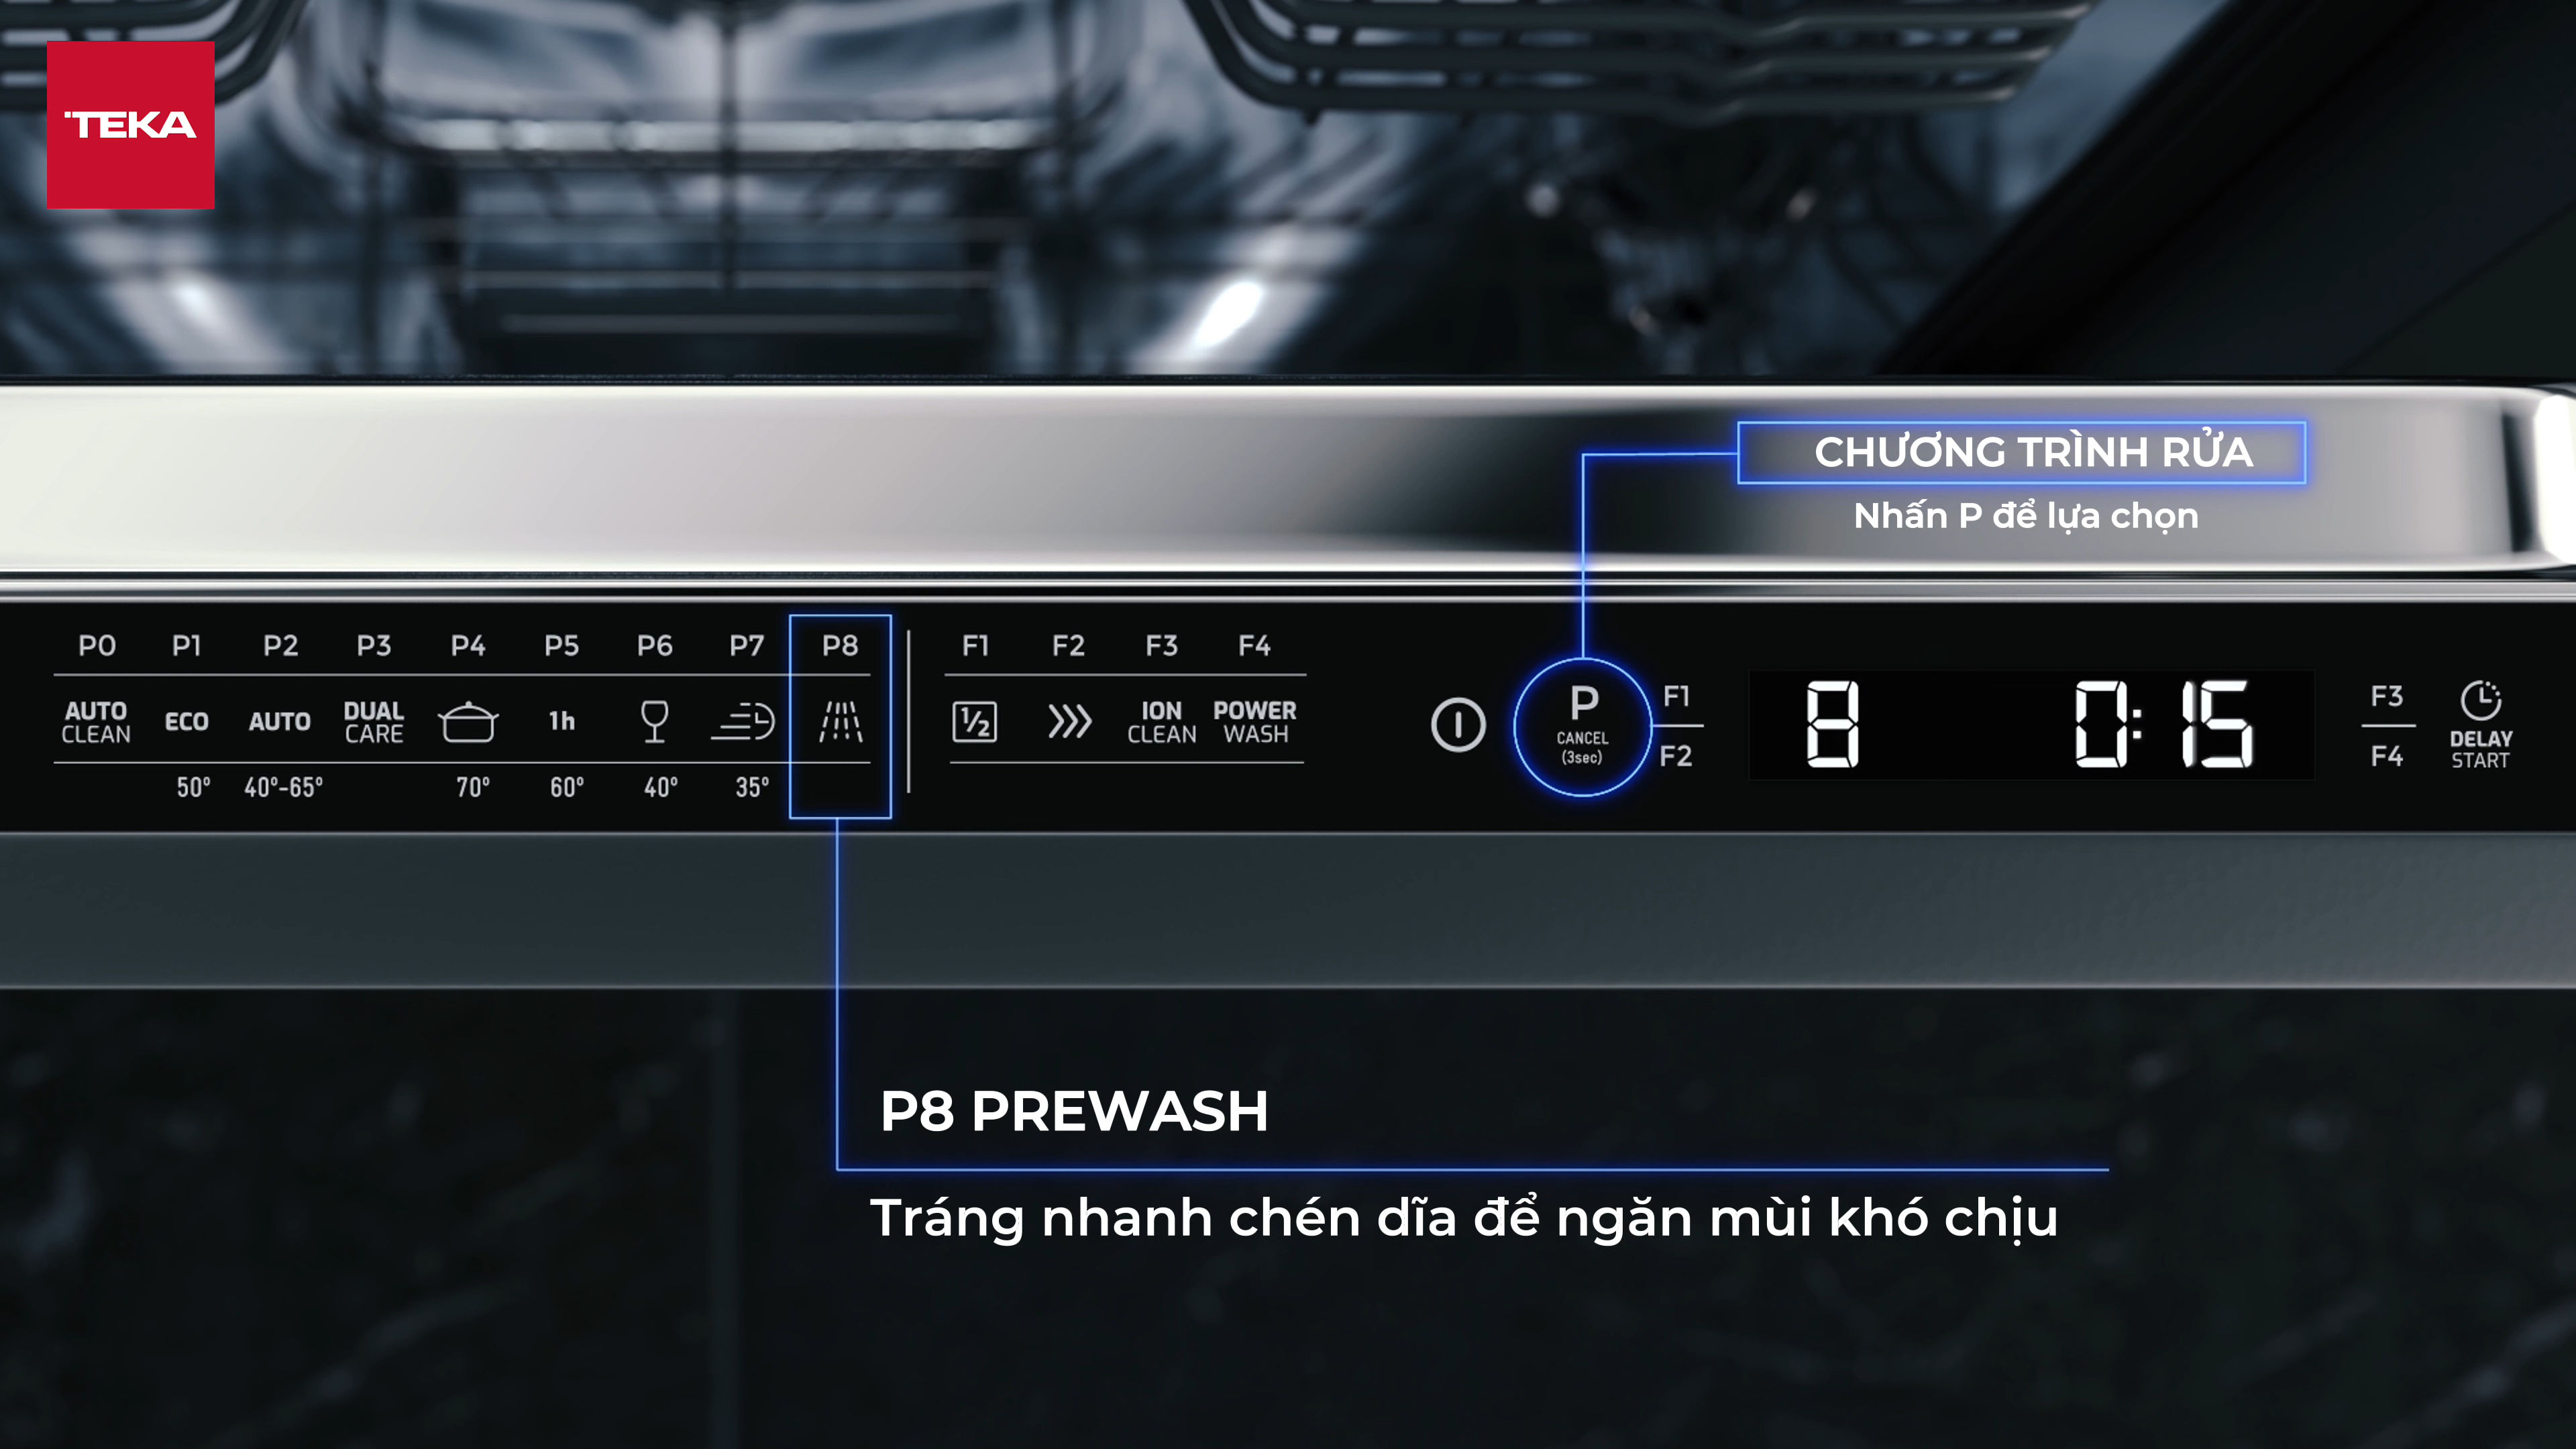 TEKA
CHƯƠNG TRÌNH RỬA
Nhấn P để lựa chọn
P0 P1 P2 P3 P4 P5 P6 P7 P8 F1 F2 F3 F4
AUTO CLEAN ECO AUTO DUAL CARE 1h 1/2 ION CLEAN POWER WASH
50° 40°-65° 70° 60° 40° 35°
P
CANCEL
(3sec)
F1
F2
8 0:15
F3
F4
DELAY
START
P8 PREWASH
Tráng nhanh chén dĩa để ngăn mùi khó chịu